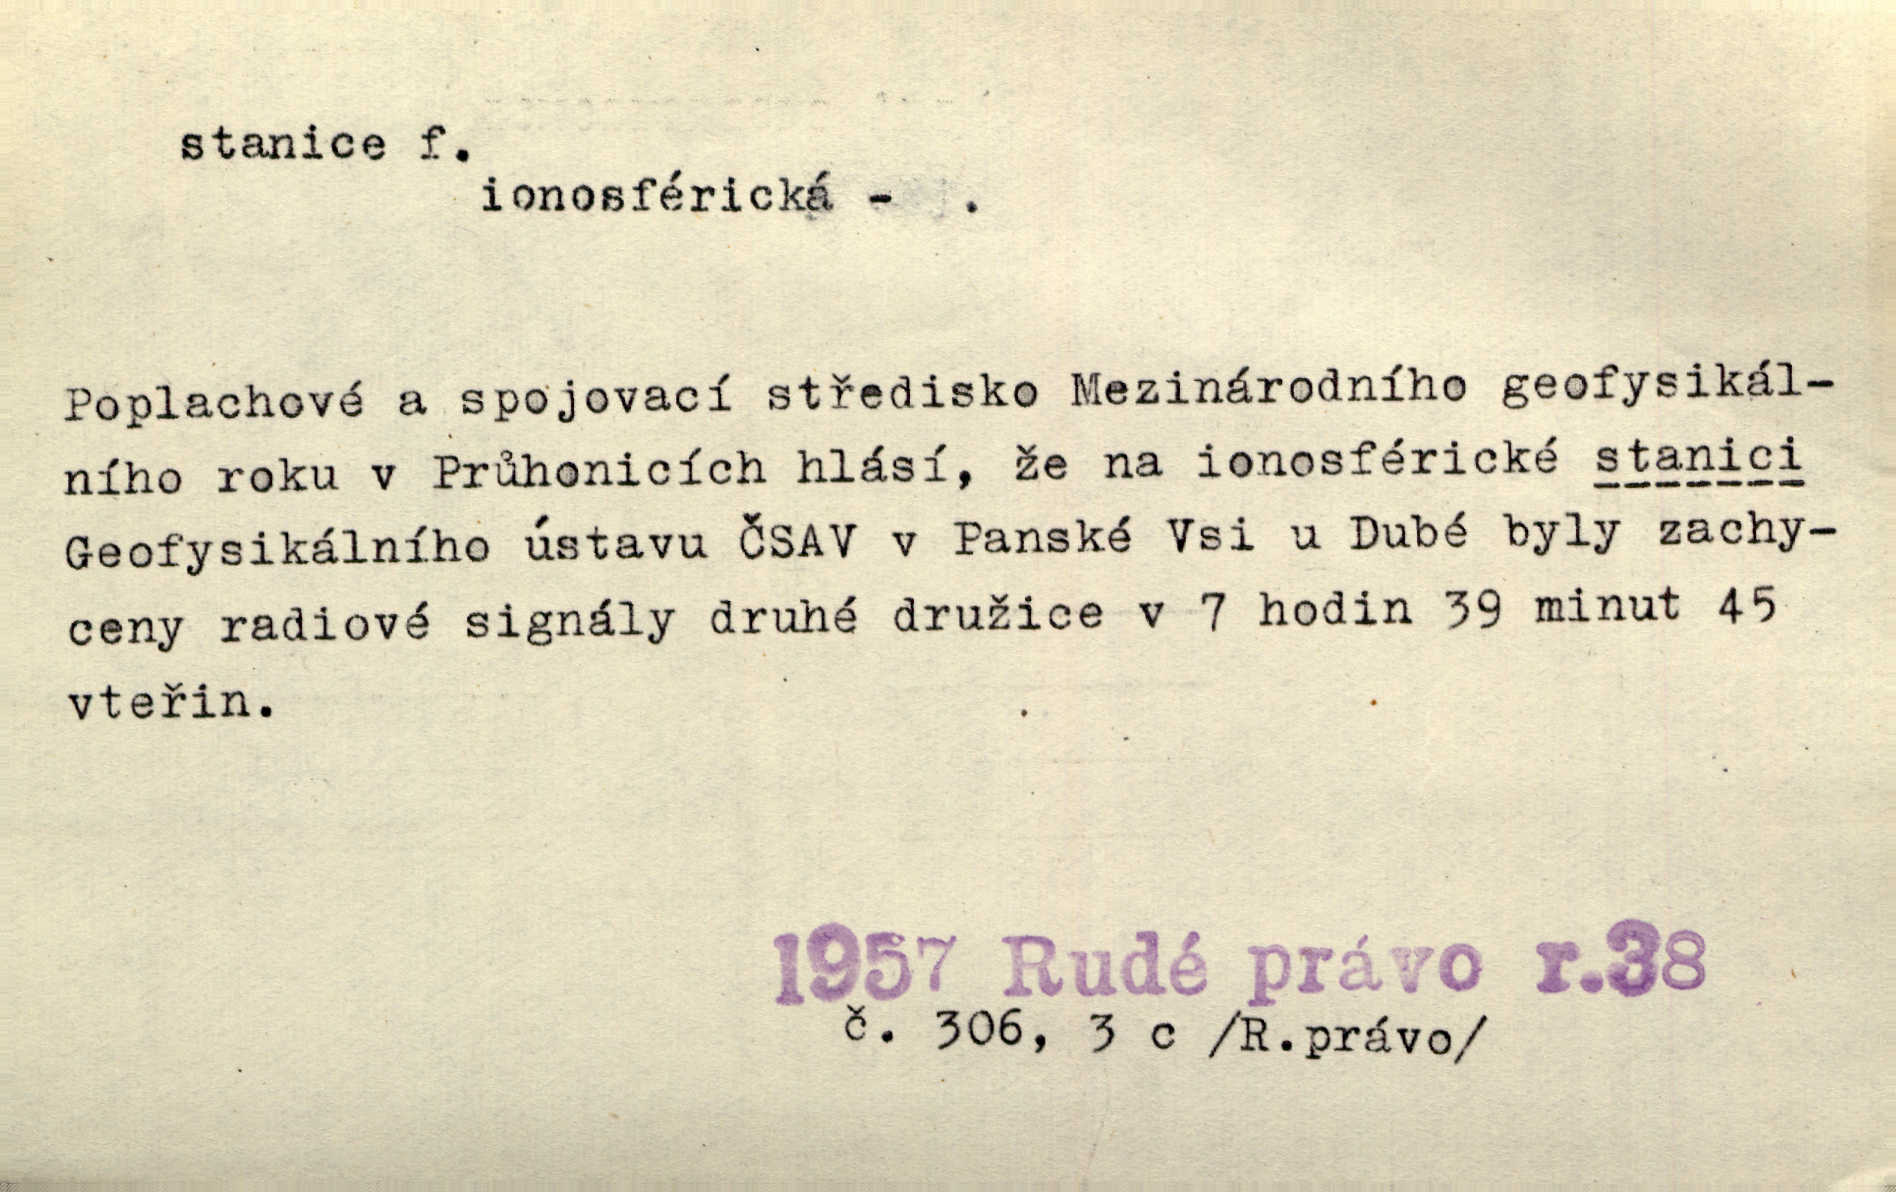 stanice f.
ionosférická - .
Poplachové a spojovací středisko Mezinárodního geofysikál-
ního roku v Průhonicích hlásí, že na ionosférické stanici
Geofysikálního ústavu ČSAV v Panské Vsi u Dubé byly zachy-
ceny radiové signály druhé družice v 7 hodin 39 minut 45
vteřin.
1957 Rudé právo r.38
č. 306, 3 c /R.právo/